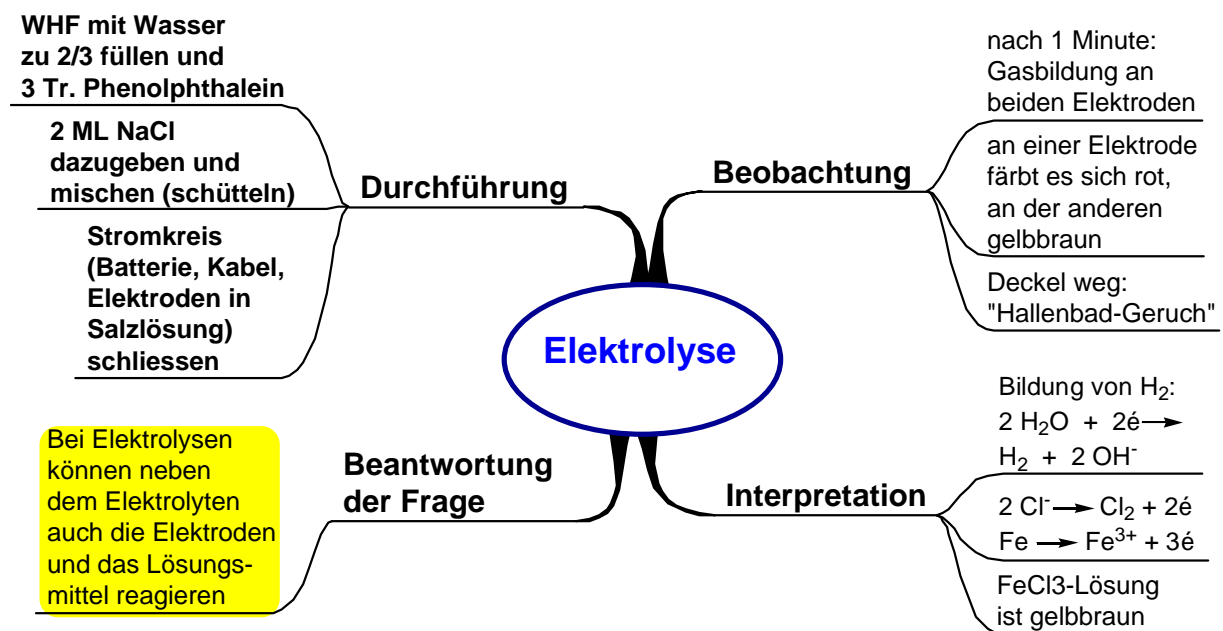 Elektrolyse
Durchführung
WHF mit Wasser
zu 2/3 füllen und
3 Tr. Phenolphthalein
2 ML NaCl
dazugeben und
mischen (schütteln)
Stromkreis
(Batterie, Kabel,
Elektroden in
Salzlösung)
schliessen
Beobachtung
nach 1 Minute:
Gasbildung an
beiden Elektroden
an einer Elektrode
färbt es sich rot,
an der anderen
gelbbraun
Deckel weg:
"Hallenbad-Geruch"
Interpretation
Bildung von H₂:
2 H₂O + 2é→
H₂ + 2 OH⁻
2 Cl⁻→ Cl₂ + 2é
Fe → Fe³⁺ + 3é
FeCl3-Lösung
ist gelbbraun
Beantwortung
der Frage
Bei Elektrolysen
können neben
dem Elektrolyten
auch die Elektroden
und das Lösungs-
mittel reagieren